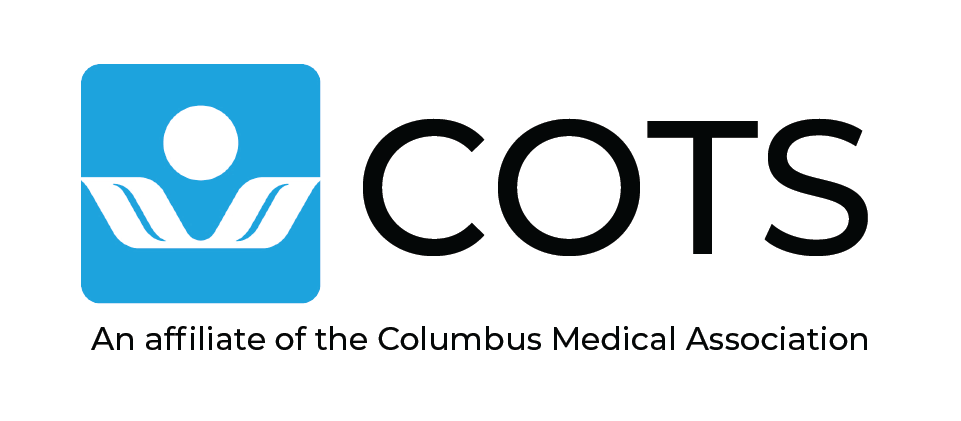 COTS
An affiliate of the Columbus Medical Association